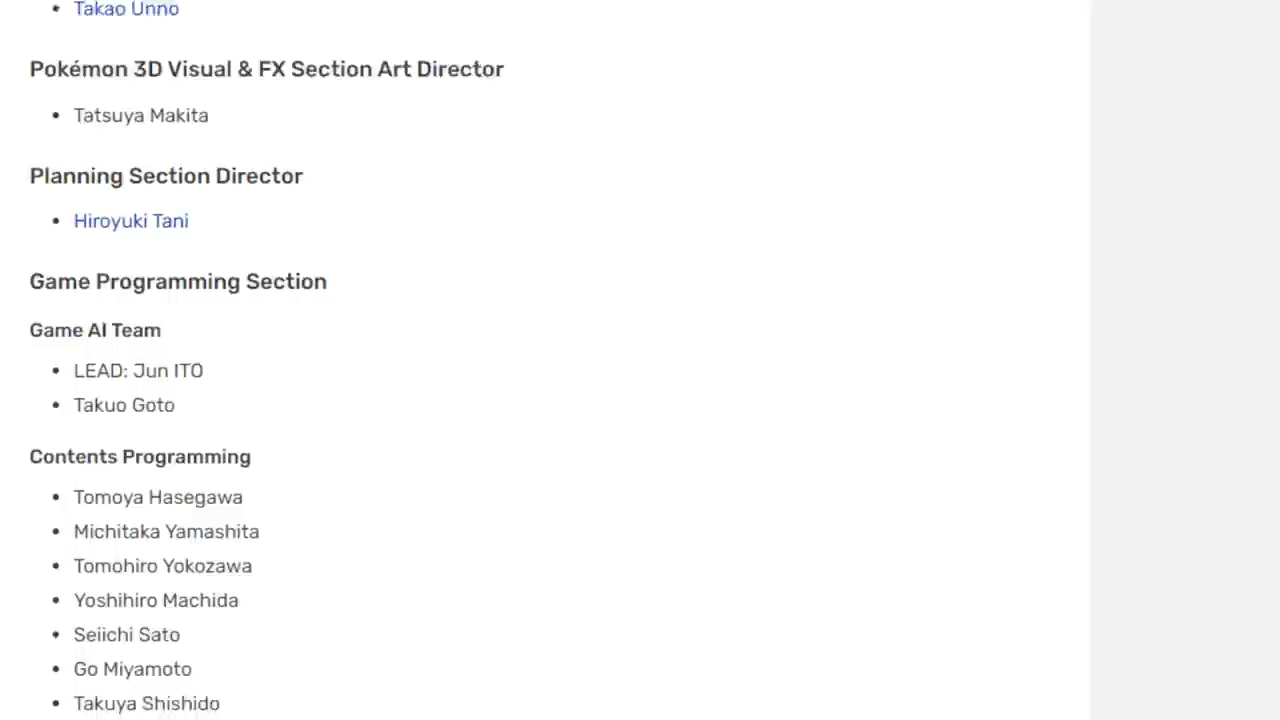 Takao Unno
Pokémon 3D Visual & FX Section Art Director
Tatsuya Makita
Planning Section Director
Hiroyuki Tani
Game Programming Section
Game AI Team
LEAD: Jun ITO
Takuo Goto
Contents Programming
Tomoya Hasegawa
Michitaka Yamashita
Tomohiro Yokozawa
Yoshihiro Machida
Seiichi Sato
Go Miyamoto
Takuya Shishido